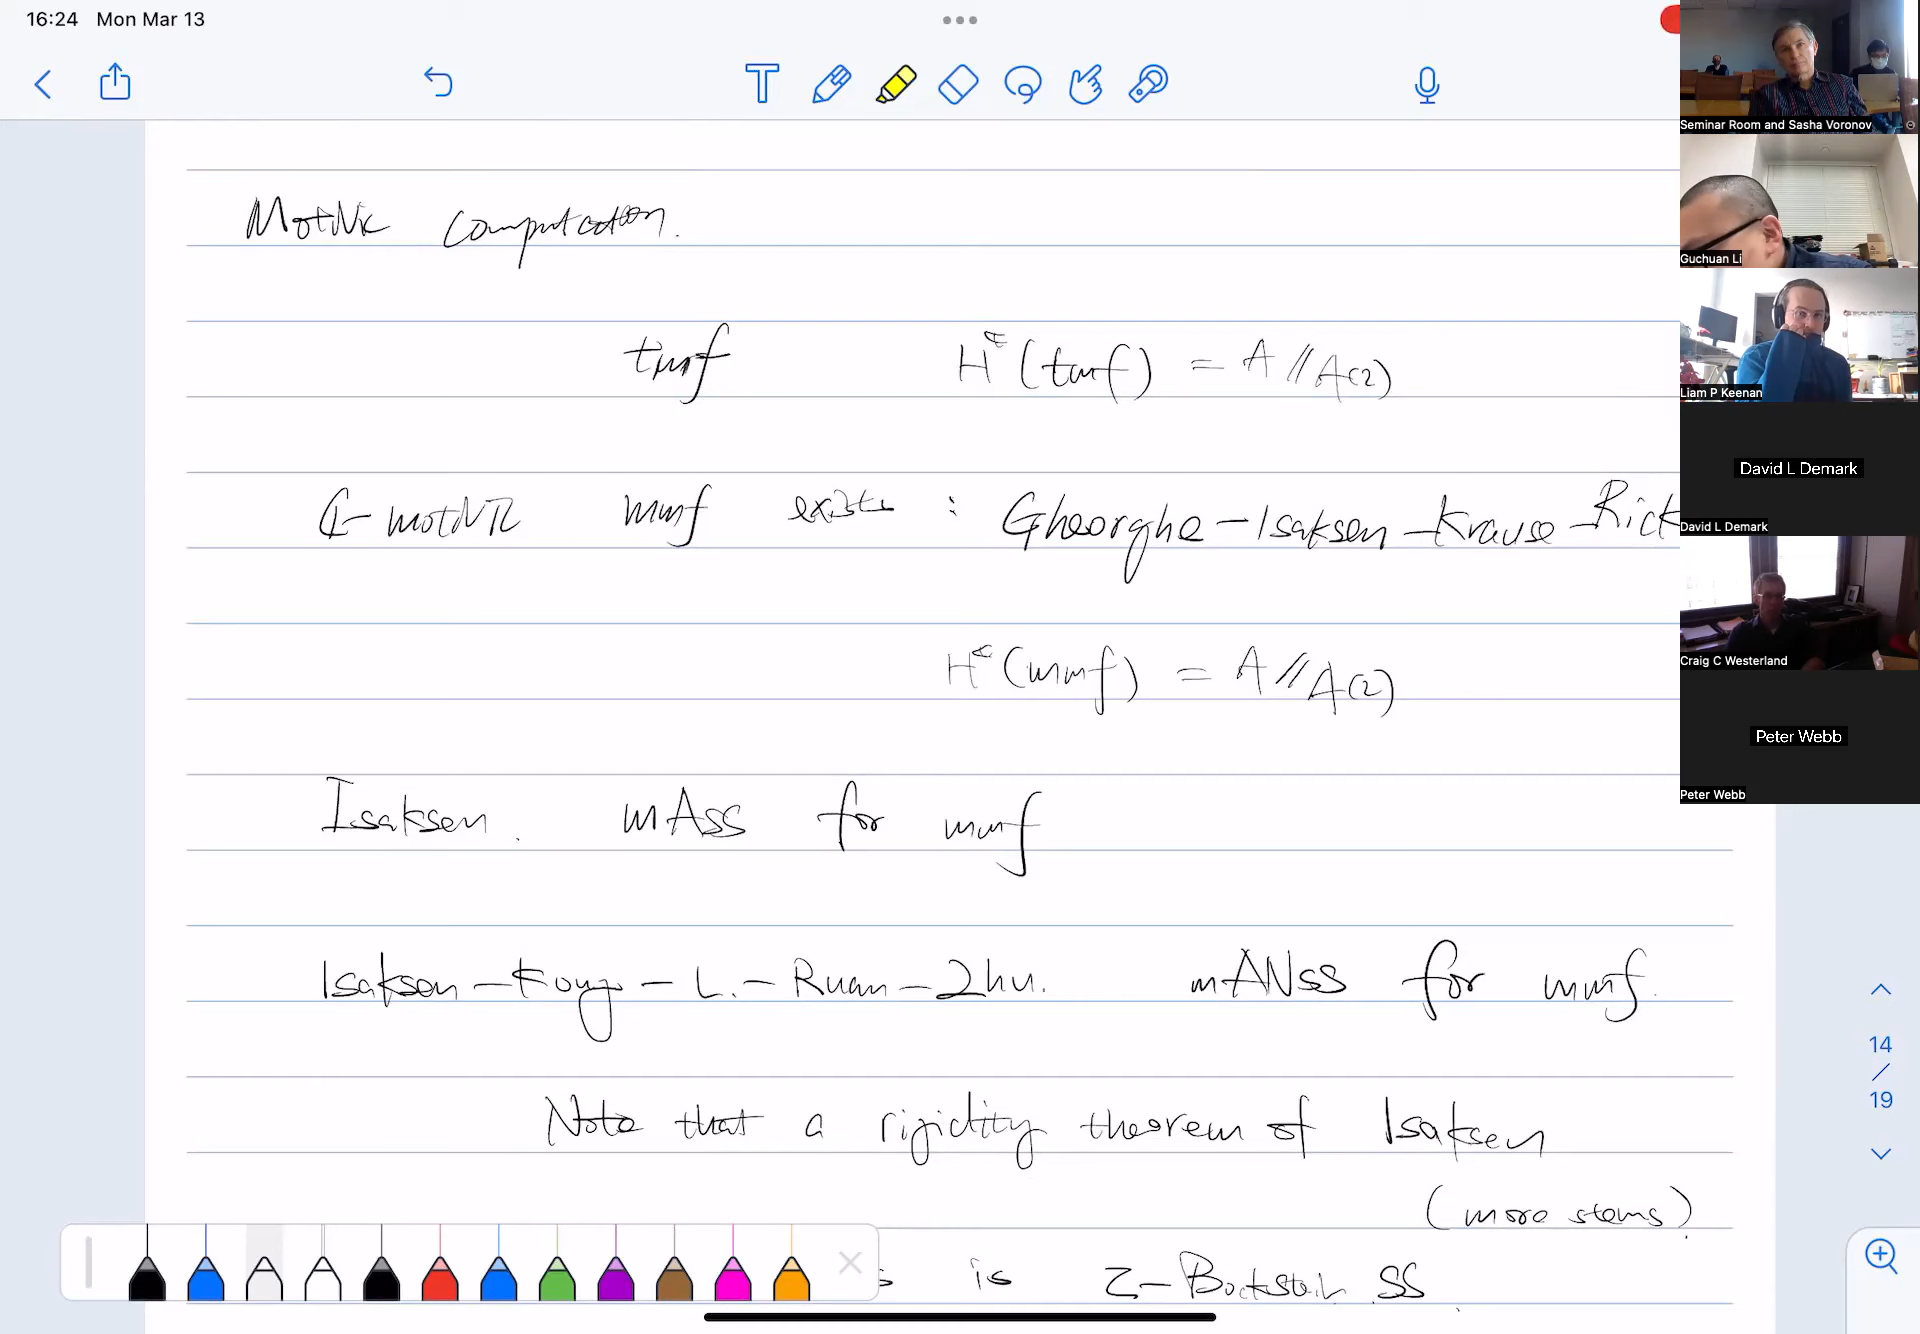 16:24 Mon Mar 13
Seminar Room and Sasha Voronov
Guchuan Li
Liam P Keenan
David L Demark
David L Demark
Craig C Westerland
Peter Webb
Peter Webb
Motivic computation.
tmf H^C(tmf) = A//A(2)
C-motivic mmf exists : Gheorghe-Isaksen-Krause-Rick
H^C(mmf) = A//A(2)
Isaksen. mAss for mmf
Isaksen-Kong-L.-Ruan-Zhu. mANss for mmf.
Note that a rigidity theorem of Isaksen
(more stems)
s is τ-Bockstein SS.
14
/
19